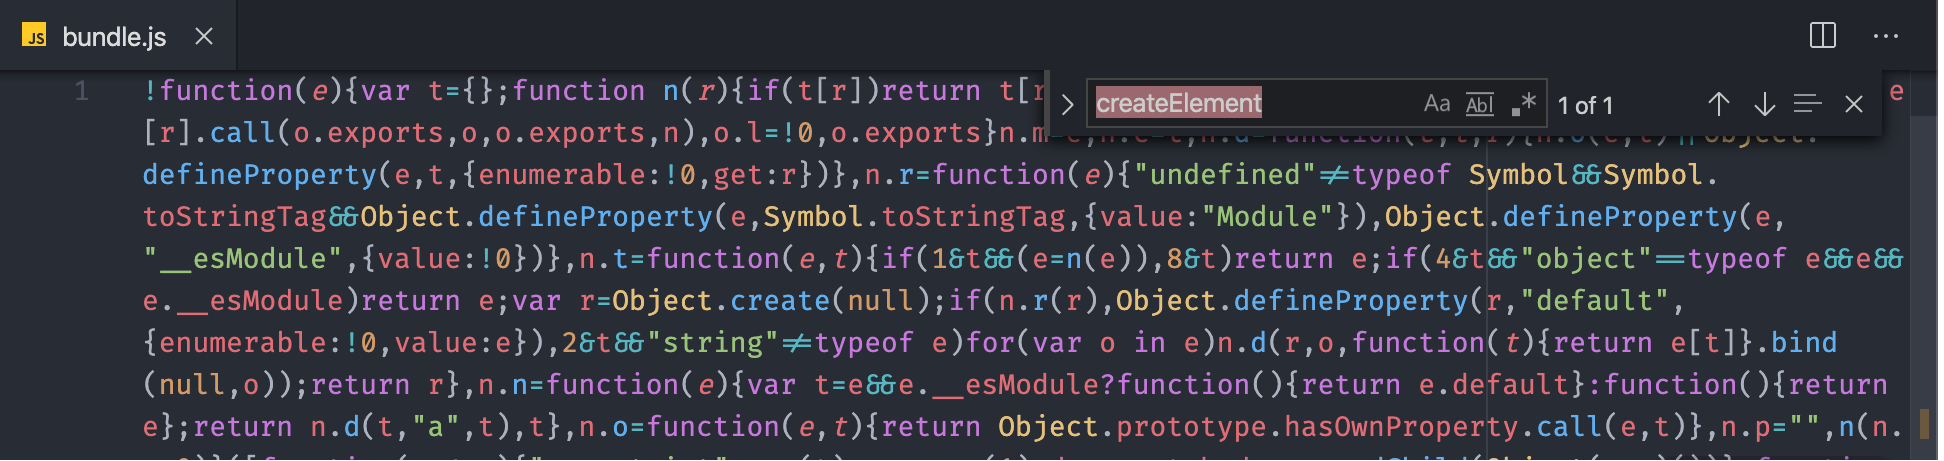 JS bundle.js
createElement Aa Abl .* 1 of 1
1 !function(e){var t={};function n(r){if(t[r])return t[r e
[r].call(o.exports,o,o.exports,n),o.l=!0,o.exports}n.m=e,n.c=t,n.d=function(e,t,r){n.o(e,t)||Object.
defineProperty(e,t,{enumerable:!0,get:r})},n.r=function(e){"undefined"!=typeof Symbol&&Symbol.
toStringTag&&Object.defineProperty(e,Symbol.toStringTag,{value:"Module"}),Object.defineProperty(e,
"__esModule",{value:!0})},n.t=function(e,t){if(1&t&&(e=n(e)),8&t)return e;if(4&t&&"object"==typeof e&&e&&
e.__esModule)return e;var r=Object.create(null);if(n.r(r),Object.defineProperty(r,"default",
{enumerable:!0,value:e}),2&t&&"string"!=typeof e)for(var o in e)n.d(r,o,function(t){return e[t]}.bind
(null,o));return r},n.n=function(e){var t=e&&e.__esModule?function(){return e.default}:function(){return
e};return n.d(t,"a",t),t},n.o=function(e,t){return Object.prototype.hasOwnProperty.call(e,t)},n.p="",n(n.